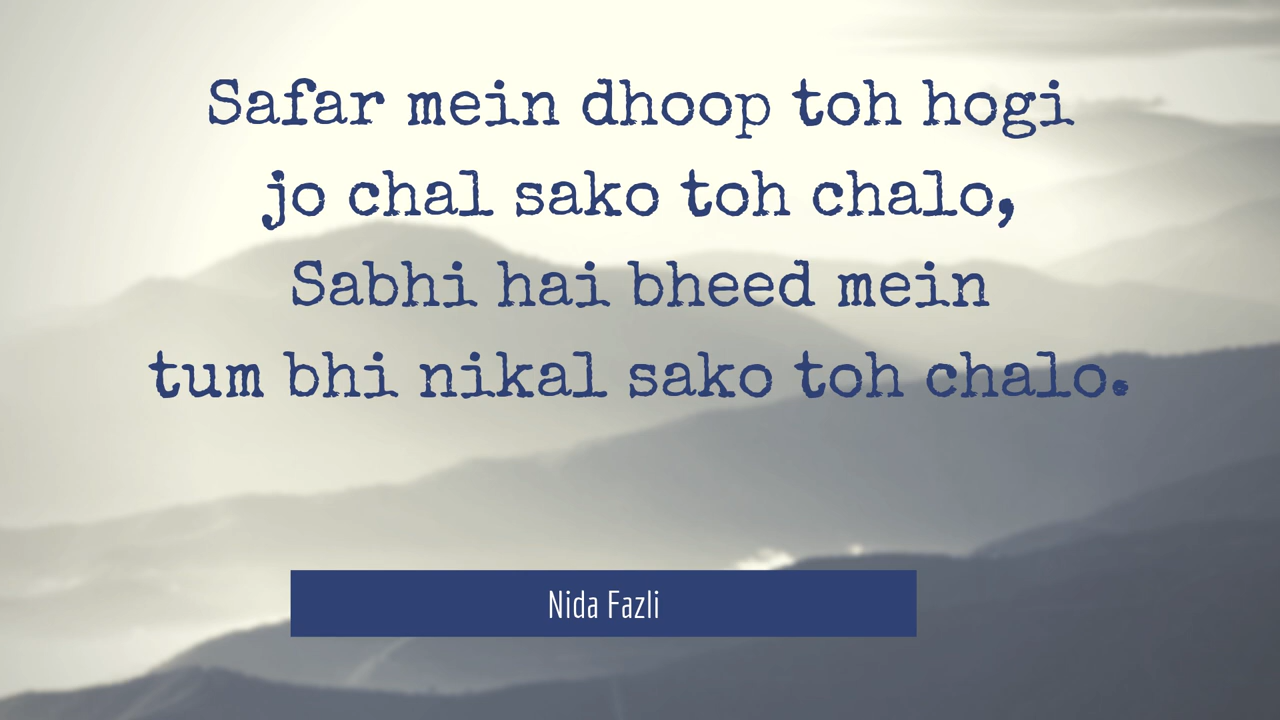 Safar mein dhoop toh hogi
jo chal sako toh chalo,
Sabhi hai bheed mein
tum bhi nikal sako toh chalo.
Nida Fazli